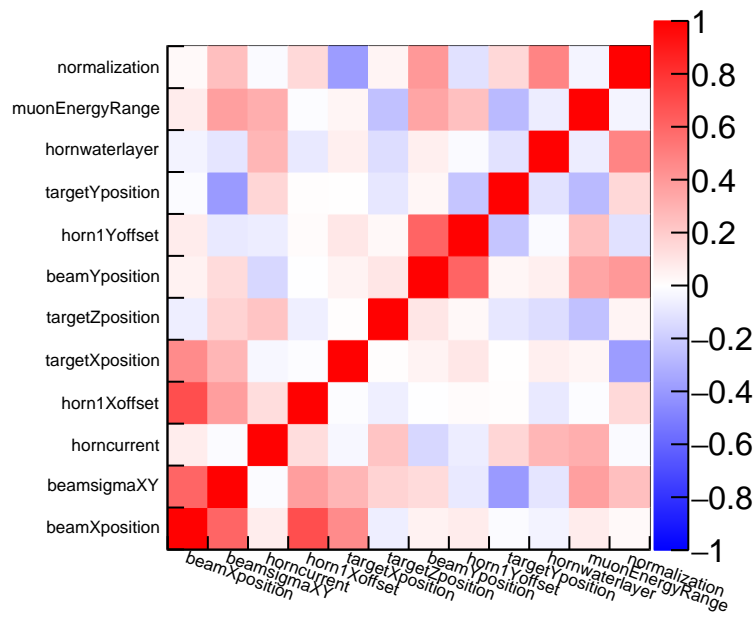 normalization
muonEnergyRange
hornwaterlayer
targetYposition
horn1Yoffset
beamYposition
targetZposition
targetXposition
horn1Xoffset
horncurrent
beamsigmaXY
beamXposition
beamXposition
beamsigmaXY
horncurrent
horn1Xoffset
targetXposition
targetZposition
beamYposition
horn1Yoffset
targetYposition
hornwaterlayer
muonEnergyRange
normalization
1
0.8
0.6
0.4
0.2
0
−0.2
−0.4
−0.6
−0.8
−1